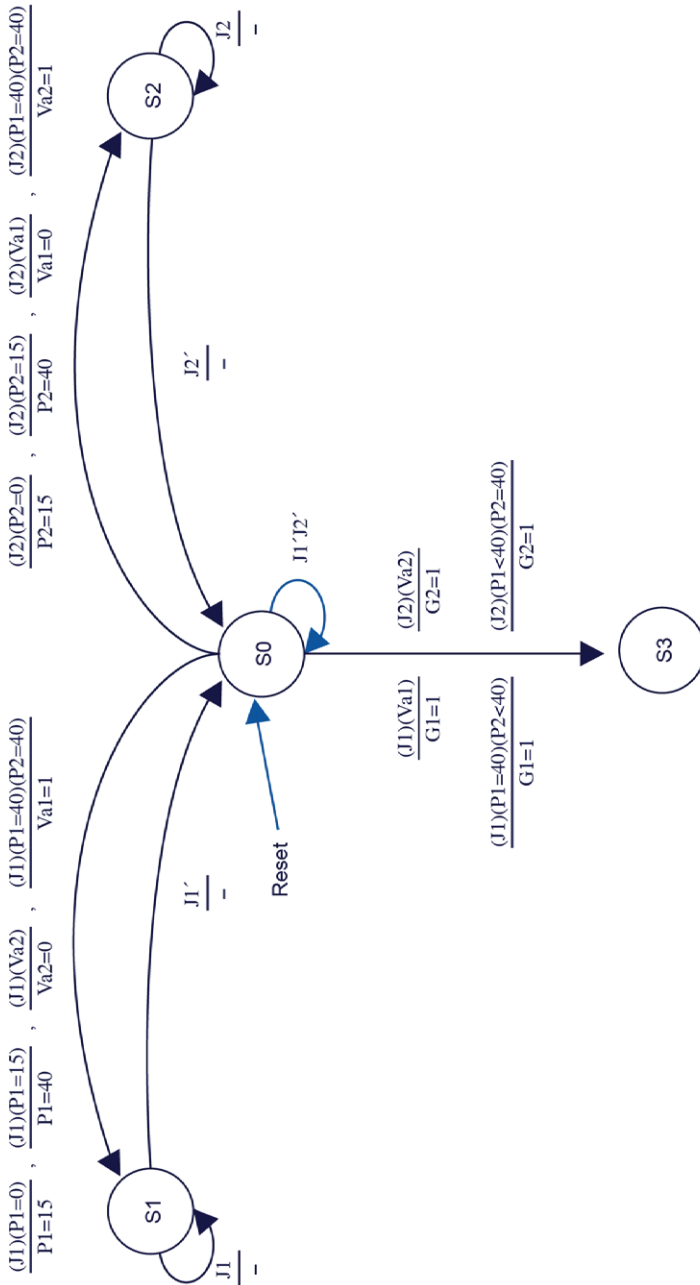 (J1)(P1=0) , (J1)(P1=15) , (J1)(Va2) , (J1)(P1=40)(P2=40)
P1=15 P1=40 Va2=0 Va1=1
(J2)(P2=0) , (J2)(P2=15) , (J2)(Va1) , (J2)(P1=40)(P2=40)
P2=15 P2=40 Va1=0 Va2=1
S1
S2
J1
–
J1´
–
J2´
–
J2
–
S0
Reset
J1´J2´
(J1)(Va1)
G1=1
(J2)(Va2)
G2=1
(J1)(P1=40)(P2<40)
G1=1
(J2)(P1<40)(P2=40)
G2=1
S3